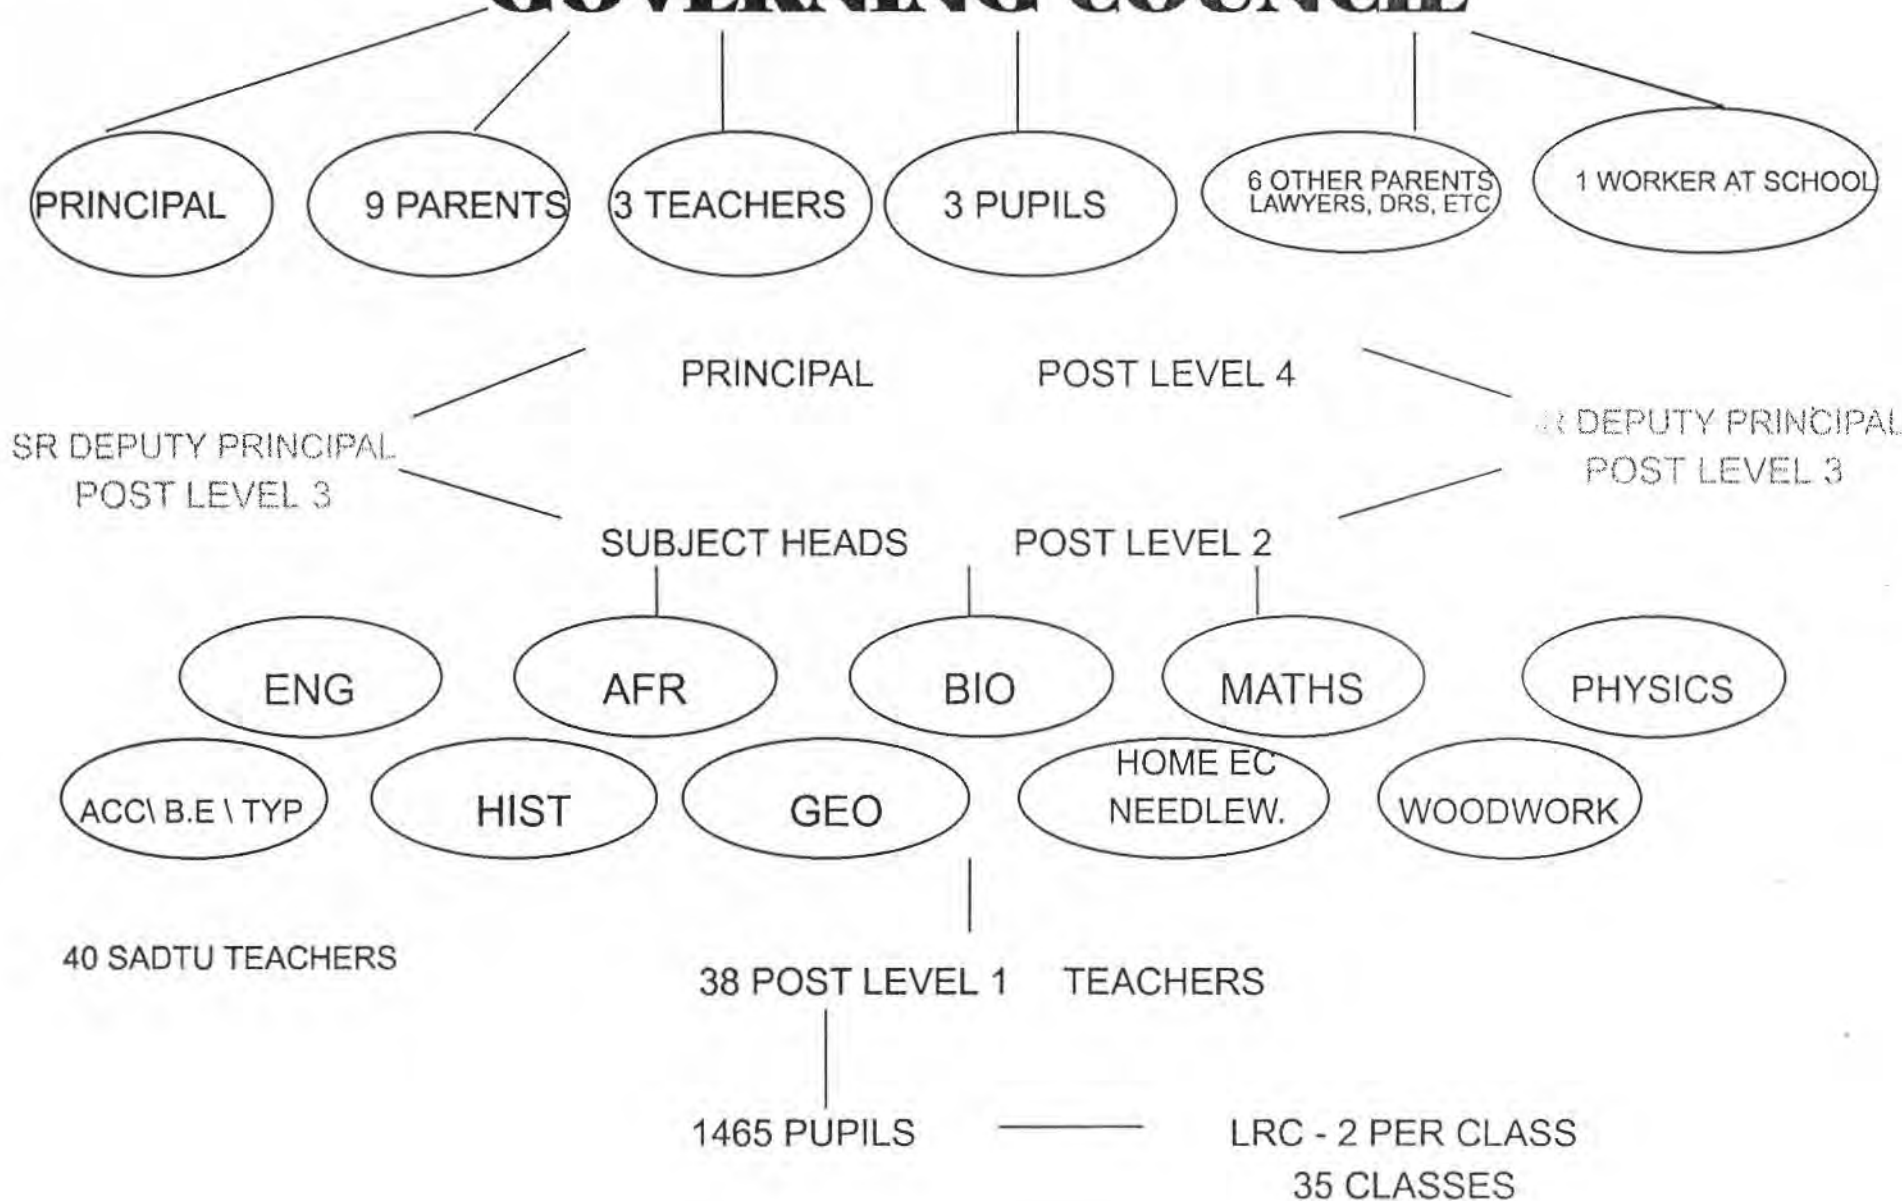 GOVERNING COUNCIL
PRINCIPAL
9 PARENTS
3 TEACHERS
3 PUPILS
6 OTHER PARENTS
LAWYERS, DRS, ETC
1 WORKER AT SCHOOL
PRINCIPAL POST LEVEL 4
SR DEPUTY PRINCIPAL
POST LEVEL 3
DEPUTY PRINCIPAL
POST LEVEL 3
SUBJECT HEADS POST LEVEL 2
ENG
AFR
BIO
MATHS
PHYSICS
ACC\ B.E \ TYP
HIST
GEO
HOME EC
NEEDLEW.
WOODWORK
40 SADTU TEACHERS
38 POST LEVEL 1 TEACHERS
1465 PUPILS
LRC - 2 PER CLASS
35 CLASSES